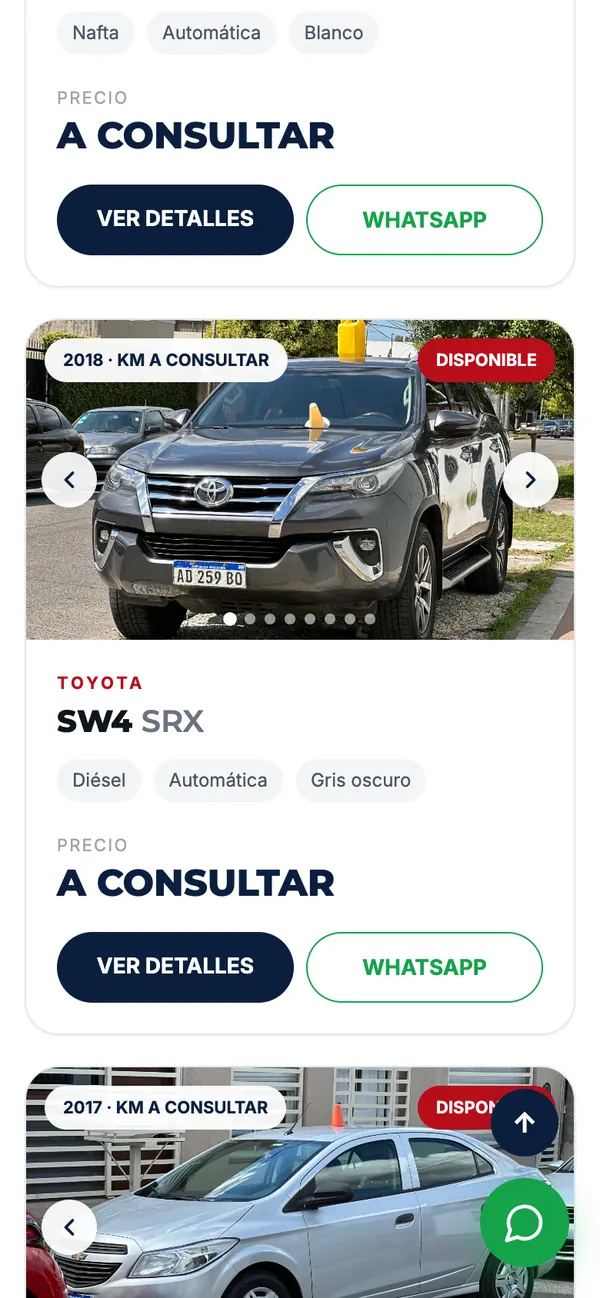 Nafta Automática Blanco
PRECIO
A CONSULTAR
VER DETALLES WHATSAPP
2018 · KM A CONSULTAR DISPONIBLE
AD 259 BO
TOYOTA
SW4 SRX
Diésel Automática Gris oscuro
PRECIO
A CONSULTAR
VER DETALLES WHATSAPP
2017 · KM A CONSULTAR DISPON